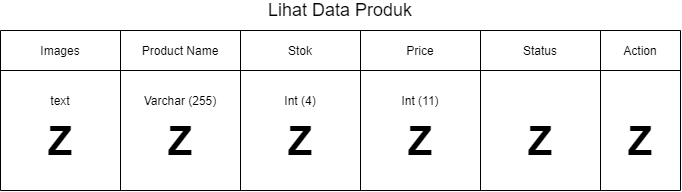 Lihat Data Produk
Images Product Name Stok Price Status Action
text Varchar (255) Int (4) Int (11)
Z Z Z Z Z Z